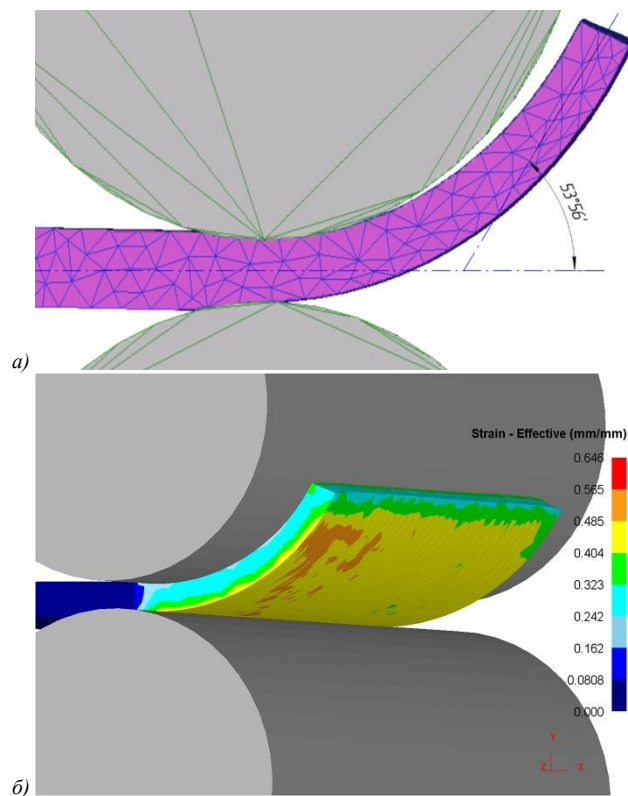 53°56'
а)
Strain - Effective (mm/mm)
0.646
0.565
0.485
0.404
0.323
0.242
0.162
0.0808
0.000
Y
Z X
б)